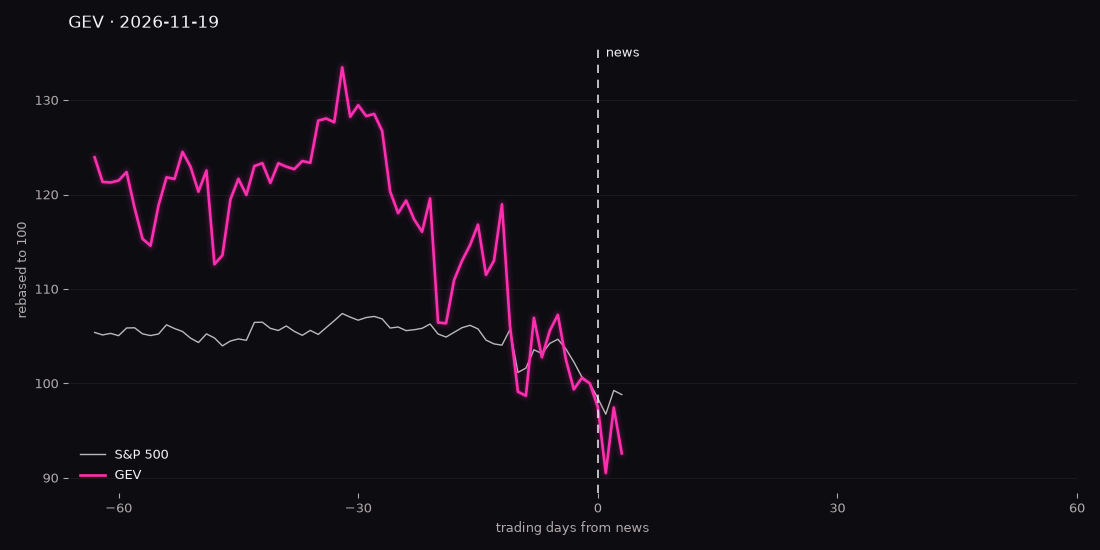 GEV · 2026-11-19
news
130
120
110
100
90
rebased to 100
S&P 500
GEV
−60
−30
0
30
60
trading days from news